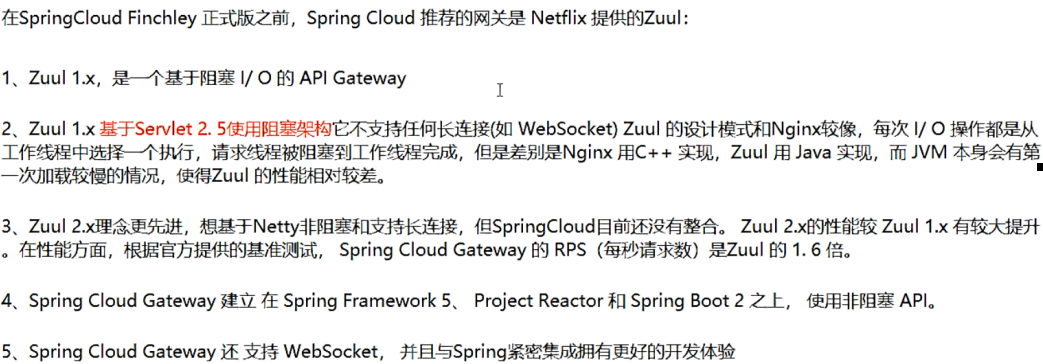 在SpringCloud Finchley 正式版之前，Spring Cloud 推荐的网关是 Netflix 提供的Zuul：
1、Zuul 1.x，是一个基于阻塞 I/ O 的 API Gateway
2、Zuul 1.x 基于Servlet 2. 5使用阻塞架构它不支持任何长连接(如 WebSocket) Zuul 的设计模式和Nginx较像，每次 I/ O 操作都是从
工作线程中选择一个执行，请求线程被阻塞到工作线程完成，但是差别是Nginx 用C++ 实现，Zuul 用 Java 实现，而 JVM 本身会有第
一次加载较慢的情况，使得Zuul 的性能相对较差。
3、Zuul 2.x理念更先进，想基于Netty非阻塞和支持长连接，但SpringCloud目前还没有整合。 Zuul 2.x的性能较 Zuul 1.x 有较大提升
。在性能方面，根据官方提供的基准测试， Spring Cloud Gateway 的 RPS（每秒请求数）是Zuul 的 1. 6 倍。
4、Spring Cloud Gateway 建立 在 Spring Framework 5、 Project Reactor 和 Spring Boot 2 之上， 使用非阻塞 API。
5、Spring Cloud Gateway 还 支持 WebSocket， 并且与Spring紧密集成拥有更好的开发体验